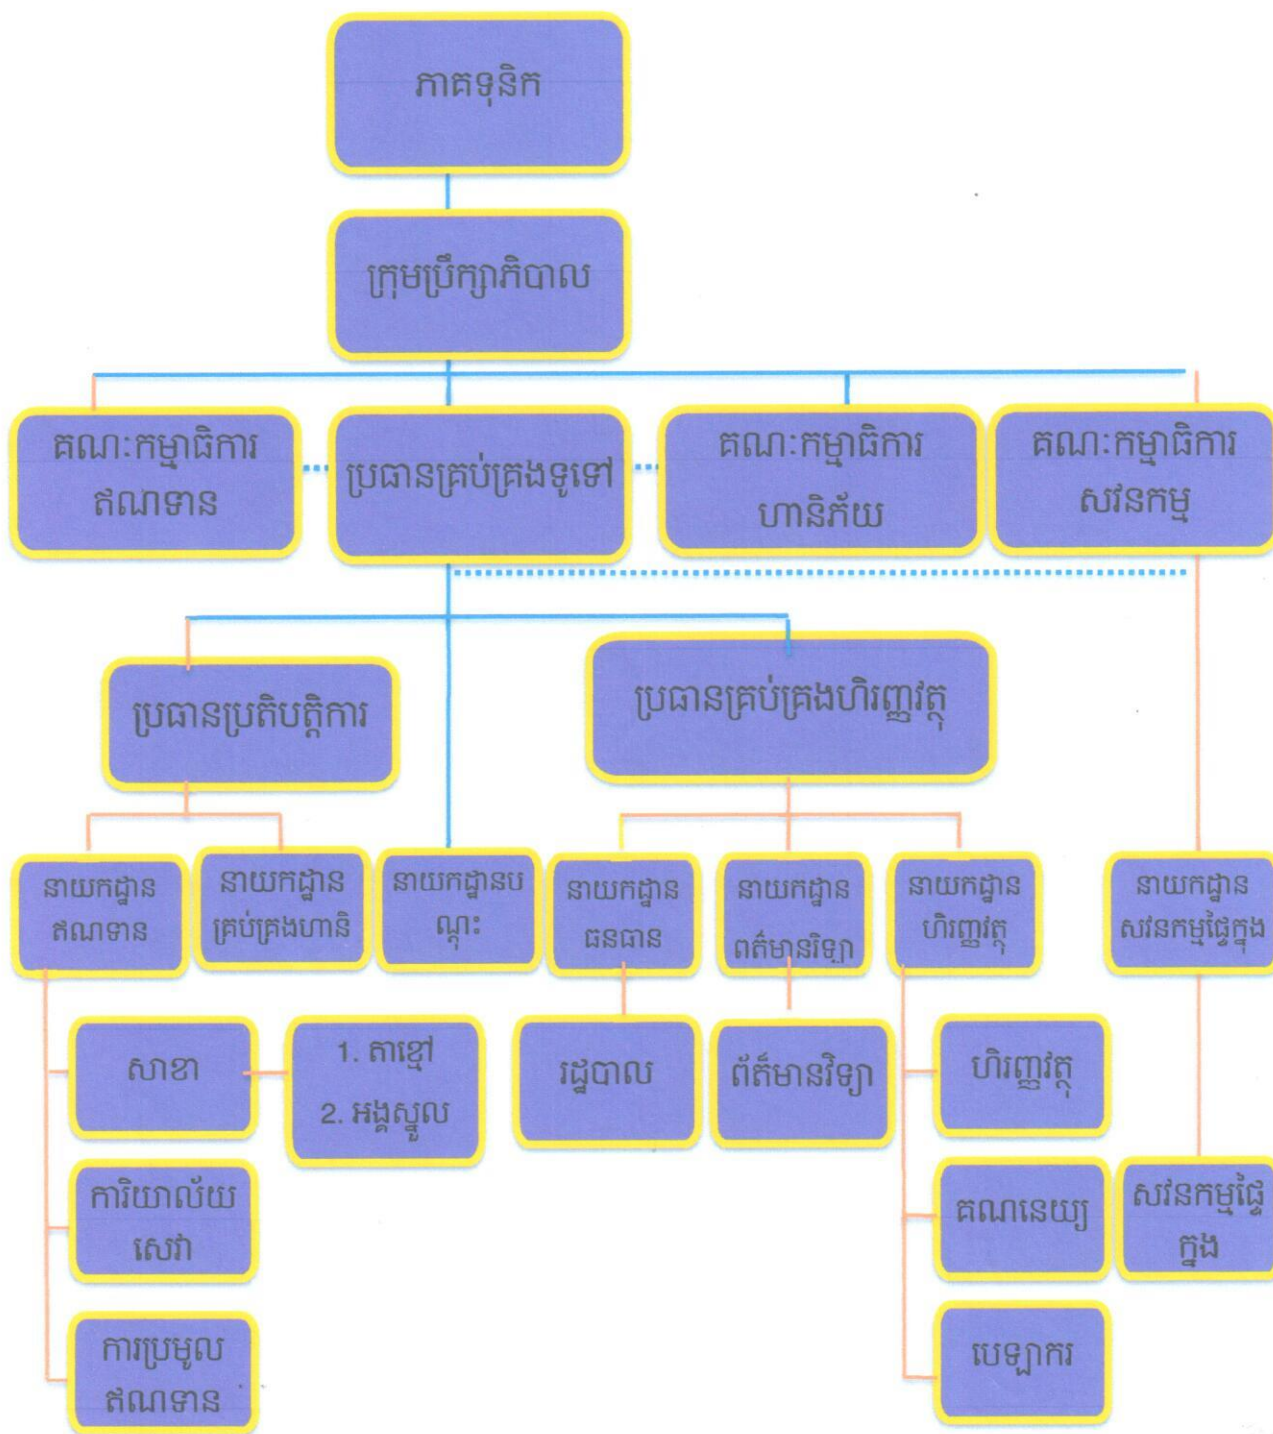 ភាគទុនិក
ក្រុមប្រឹក្សាភិបាល
គណៈកម្មាធិការ
ឥណទាន
ប្រធានគ្រប់គ្រងទូទៅ
គណៈកម្មាធិការ
ហានិភ័យ
គណៈកម្មាធិការ
សវនកម្ម
ប្រធានប្រតិបត្តិការ
ប្រធានគ្រប់គ្រងហិរញ្ញវត្ថុ
នាយកដ្ឋាន
ឥណទាន
នាយកដ្ឋាន
គ្រប់គ្រងហានិ
នាយកដ្ឋានប
ណ្តុះ
នាយកដ្ឋាន
ធនធាន
នាយកដ្ឋាន
ពត៌មានវិទ្យា
នាយកដ្ឋាន
ហិរញ្ញវត្ថុ
នាយកដ្ឋាន
សវនកម្មផ្ទៃក្នុង
សាខា
1. តាខ្មៅ
2. អង្គស្នួល
រដ្ឋបាល
ព័ត៌មានវិទ្យា
ហិរញ្ញវត្ថុ
ការិយាល័យ
សេវា
គណនេយ្យ
សវនកម្មផ្ទៃ
ក្នុង
ការប្រមូល
ឥណទាន
បេឡាករ